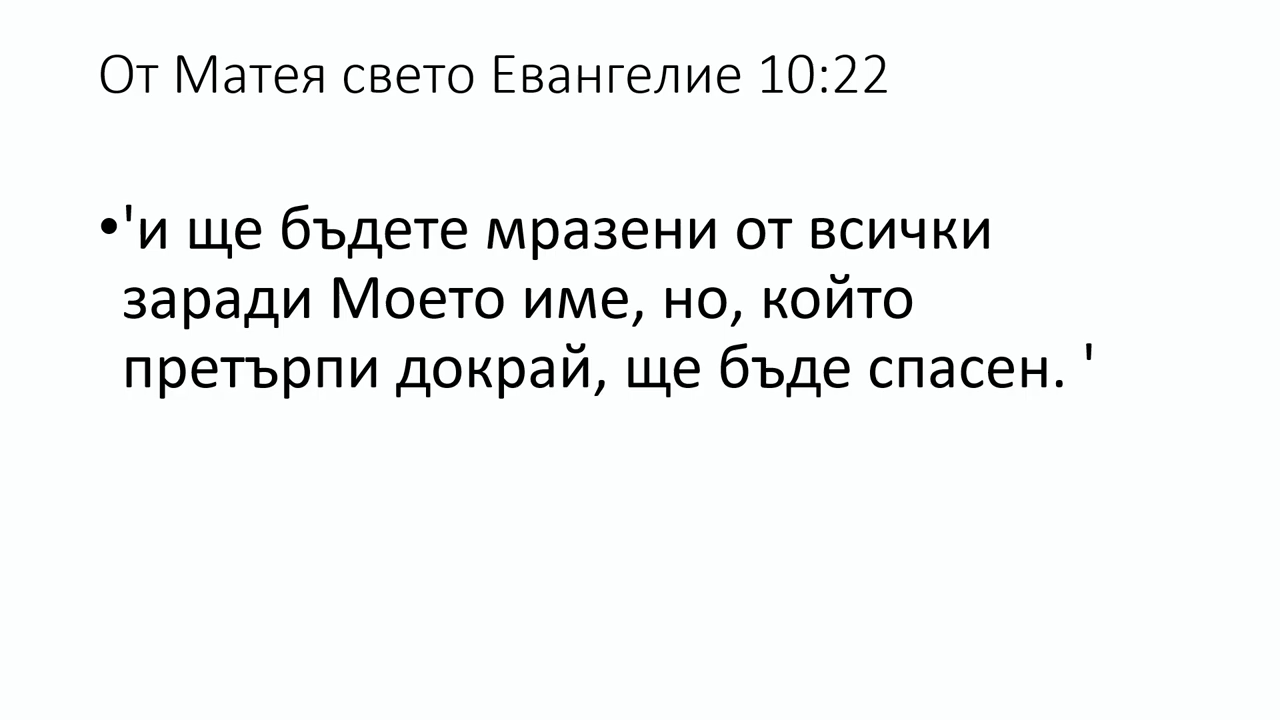 От Матея свето Евангелие 10:22
•'и ще бъдете мразени от всички
заради Моето име, но, който
претърпи докрай, ще бъде спасен. '